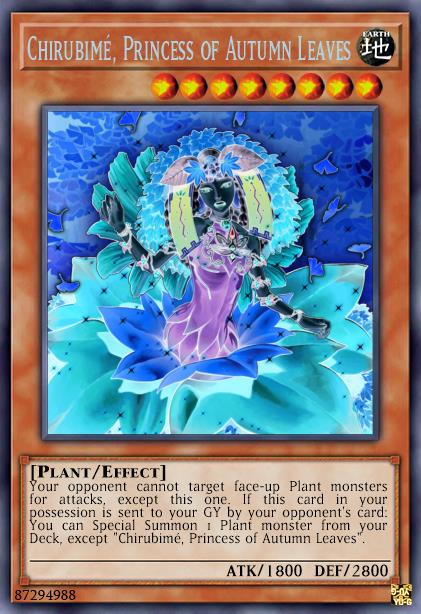 Chirubimé, Princess of Autumn Leaves
EARTH
地
[Plant/Effect]
Your opponent cannot target face-up Plant monsters
for attacks, except this one. If this card in your
possession is sent to your GY by your opponent's card:
You can Special Summon 1 Plant monster from your
Deck, except "Chirubimé, Princess of Autumn Leaves".
ATK/1800 DEF/2800
87294988